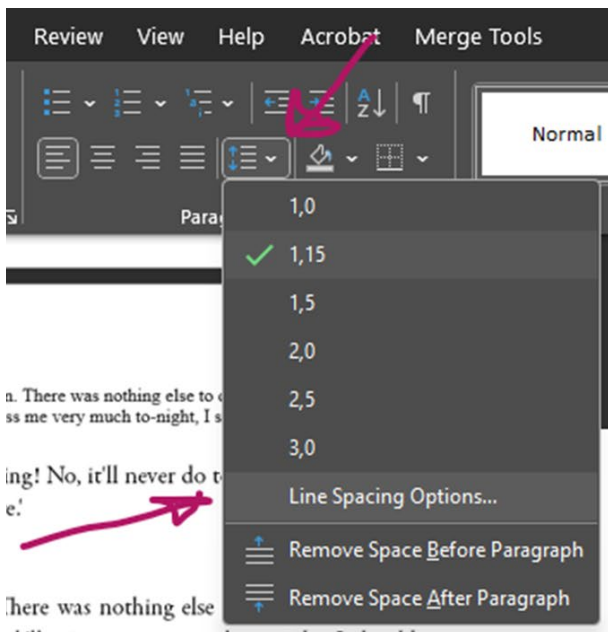 Review View Help Acrobat Merge Tools
Normal
Para
1,0
1,15
1,5
2,0
2,5
3,0
Line Spacing Options...
Remove Space Before Paragraph
Remove Space After Paragraph
n. There was nothing else to
ss me very much to-night, I s
ing! No, it'll never do t
e.'
There was nothing else